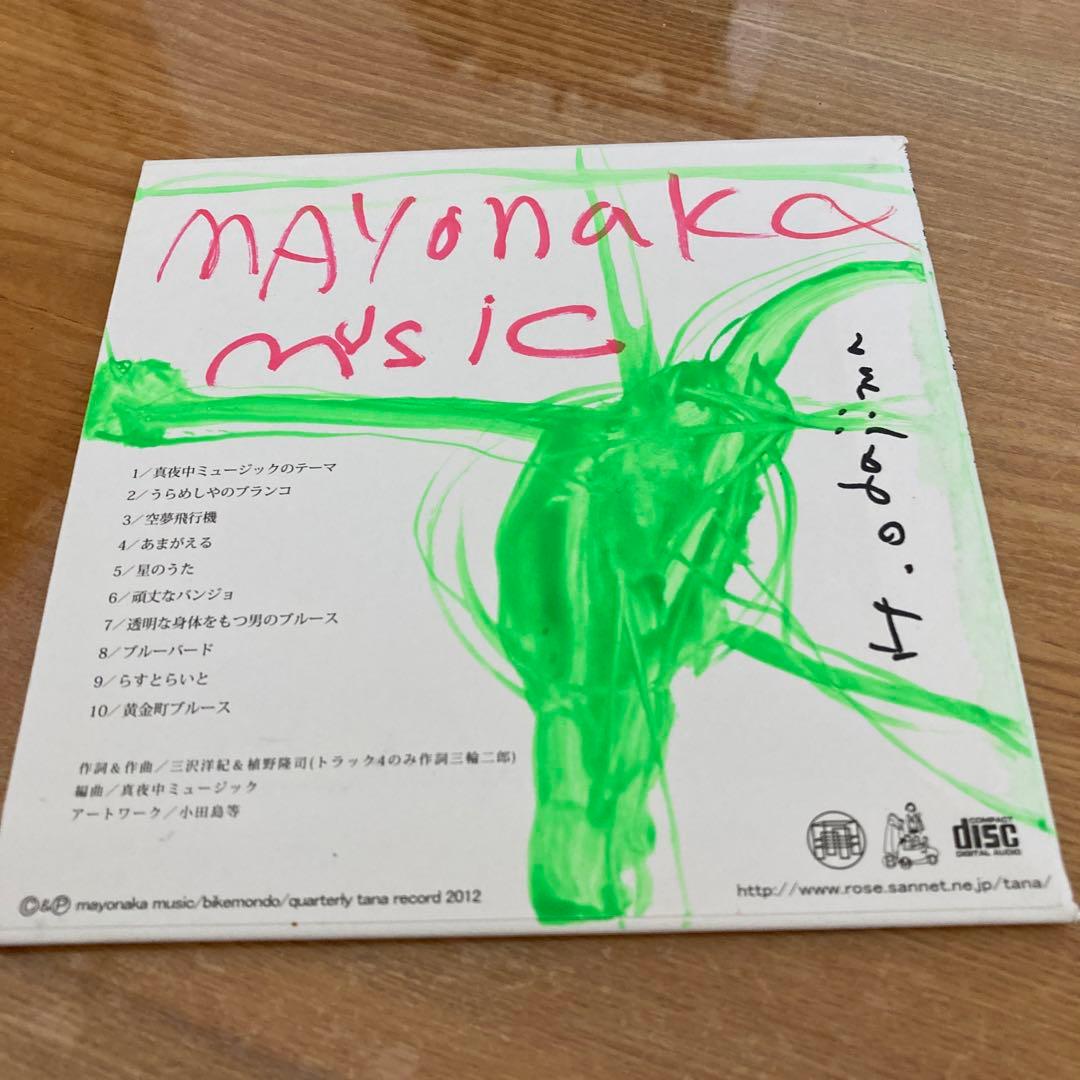 MAYonaka
music
1／真夜中ミュージックのテーマ
2／うらめしやのブランコ
3／空夢飛行機
4／あまがえる
5／星のうた
6／頑丈なバンジョ
7／透明な身体をもつ男のブルース
8／ブルーバード
9／らすとらいと
10／黄金町ブルース
作詞＆作曲／三沢洋紀＆植野隆司(トラック4のみ作詞三輪二郎)
編曲／真夜中ミュージック
アートワーク／小田島等
COMPACT
disc
DIGITAL AUDIO
http://www.rose.sannet.ne.jp/tana/
©&℗ mayonaka music/bikemondo/quarterly tana record 2012